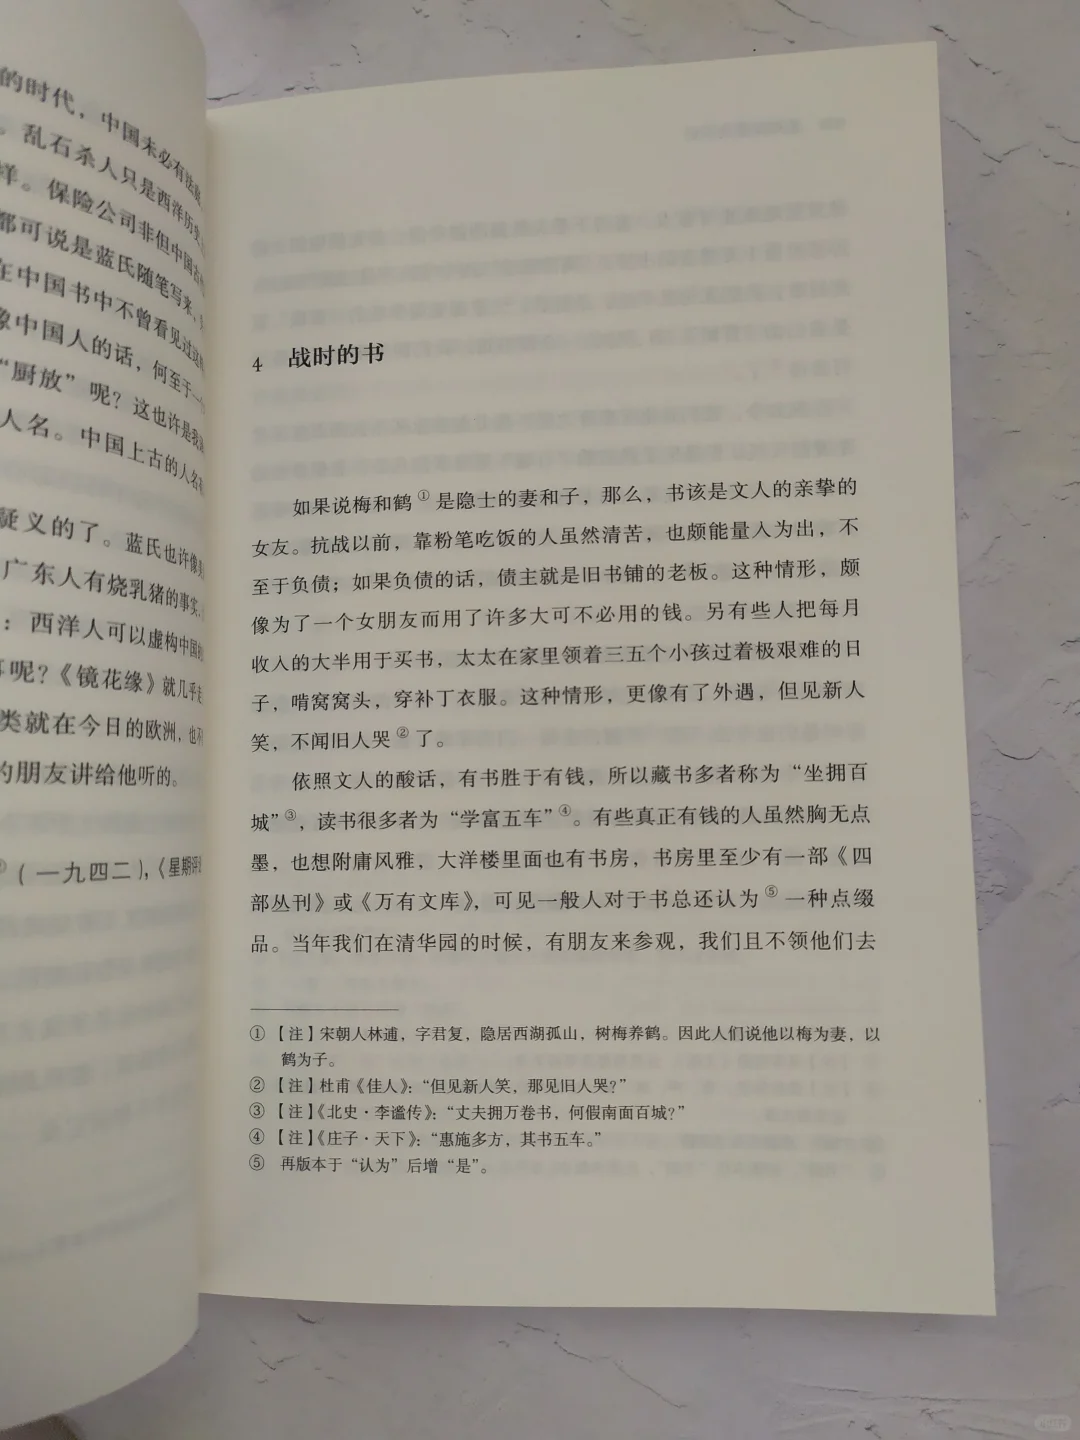 的时代，中国未必有法
。乱石杀人只是西洋历史
样。保险公司非但中国古
都可说是蓝氏随笔写来。
在中国书中不曾看见过这
像中国人的话，何至于一个
“厨放”呢？这也许是我
人名。中国上古的人名
疑义的了。蓝氏也许像
广东人有烧乳猪的事实，
：西洋人可以虚构中国的
事呢？《镜花缘》就几乎走
类就在今日的欧洲，也不
的朋友讲给他听的。
（一九四二），《星期评
4 战时的书
如果说梅和鹤①是隐士的妻和子，那么，书该是文人的亲挚的
女友。抗战以前，靠粉笔吃饭的人虽然清苦，也颇能量入为出，不
至于负债；如果负债的话，债主就是旧书铺的老板。这种情形，颇
像为了一个女朋友而用了许多大可不必用的钱。另有些人把每月
收入的大半用于买书，太太在家里领着三五个小孩过着极艰难的日
子，啃窝窝头，穿补丁衣服。这种情形，更像有了外遇，但见新人
笑，不闻旧人哭②了。
依照文人的酸话，有书胜于有钱，所以藏书多者称为“坐拥百
城”③，读书很多者为“学富五车”④。有些真正有钱的人虽然胸无点
墨，也想附庸风雅，大洋楼里面也有书房，书房里至少有一部《四
部丛刊》或《万有文库》，可见一般人对于书总还认为⑤一种点缀
品。当年我们在清华园的时候，有朋友来参观，我们且不领他们去
①【注】宋朝人林逋，字君复，隐居西湖孤山，树梅养鹤。因此人们说他以梅为妻，以
鹤为子。
②【注】杜甫《佳人》：“但见新人笑，那见旧人哭？”
③【注】《北史·李谧传》：“丈夫拥万卷书，何假南面百城？”
④【注】《庄子·天下》：“惠施多方，其书五车。”
⑤ 再版本于“认为”后增“是”。